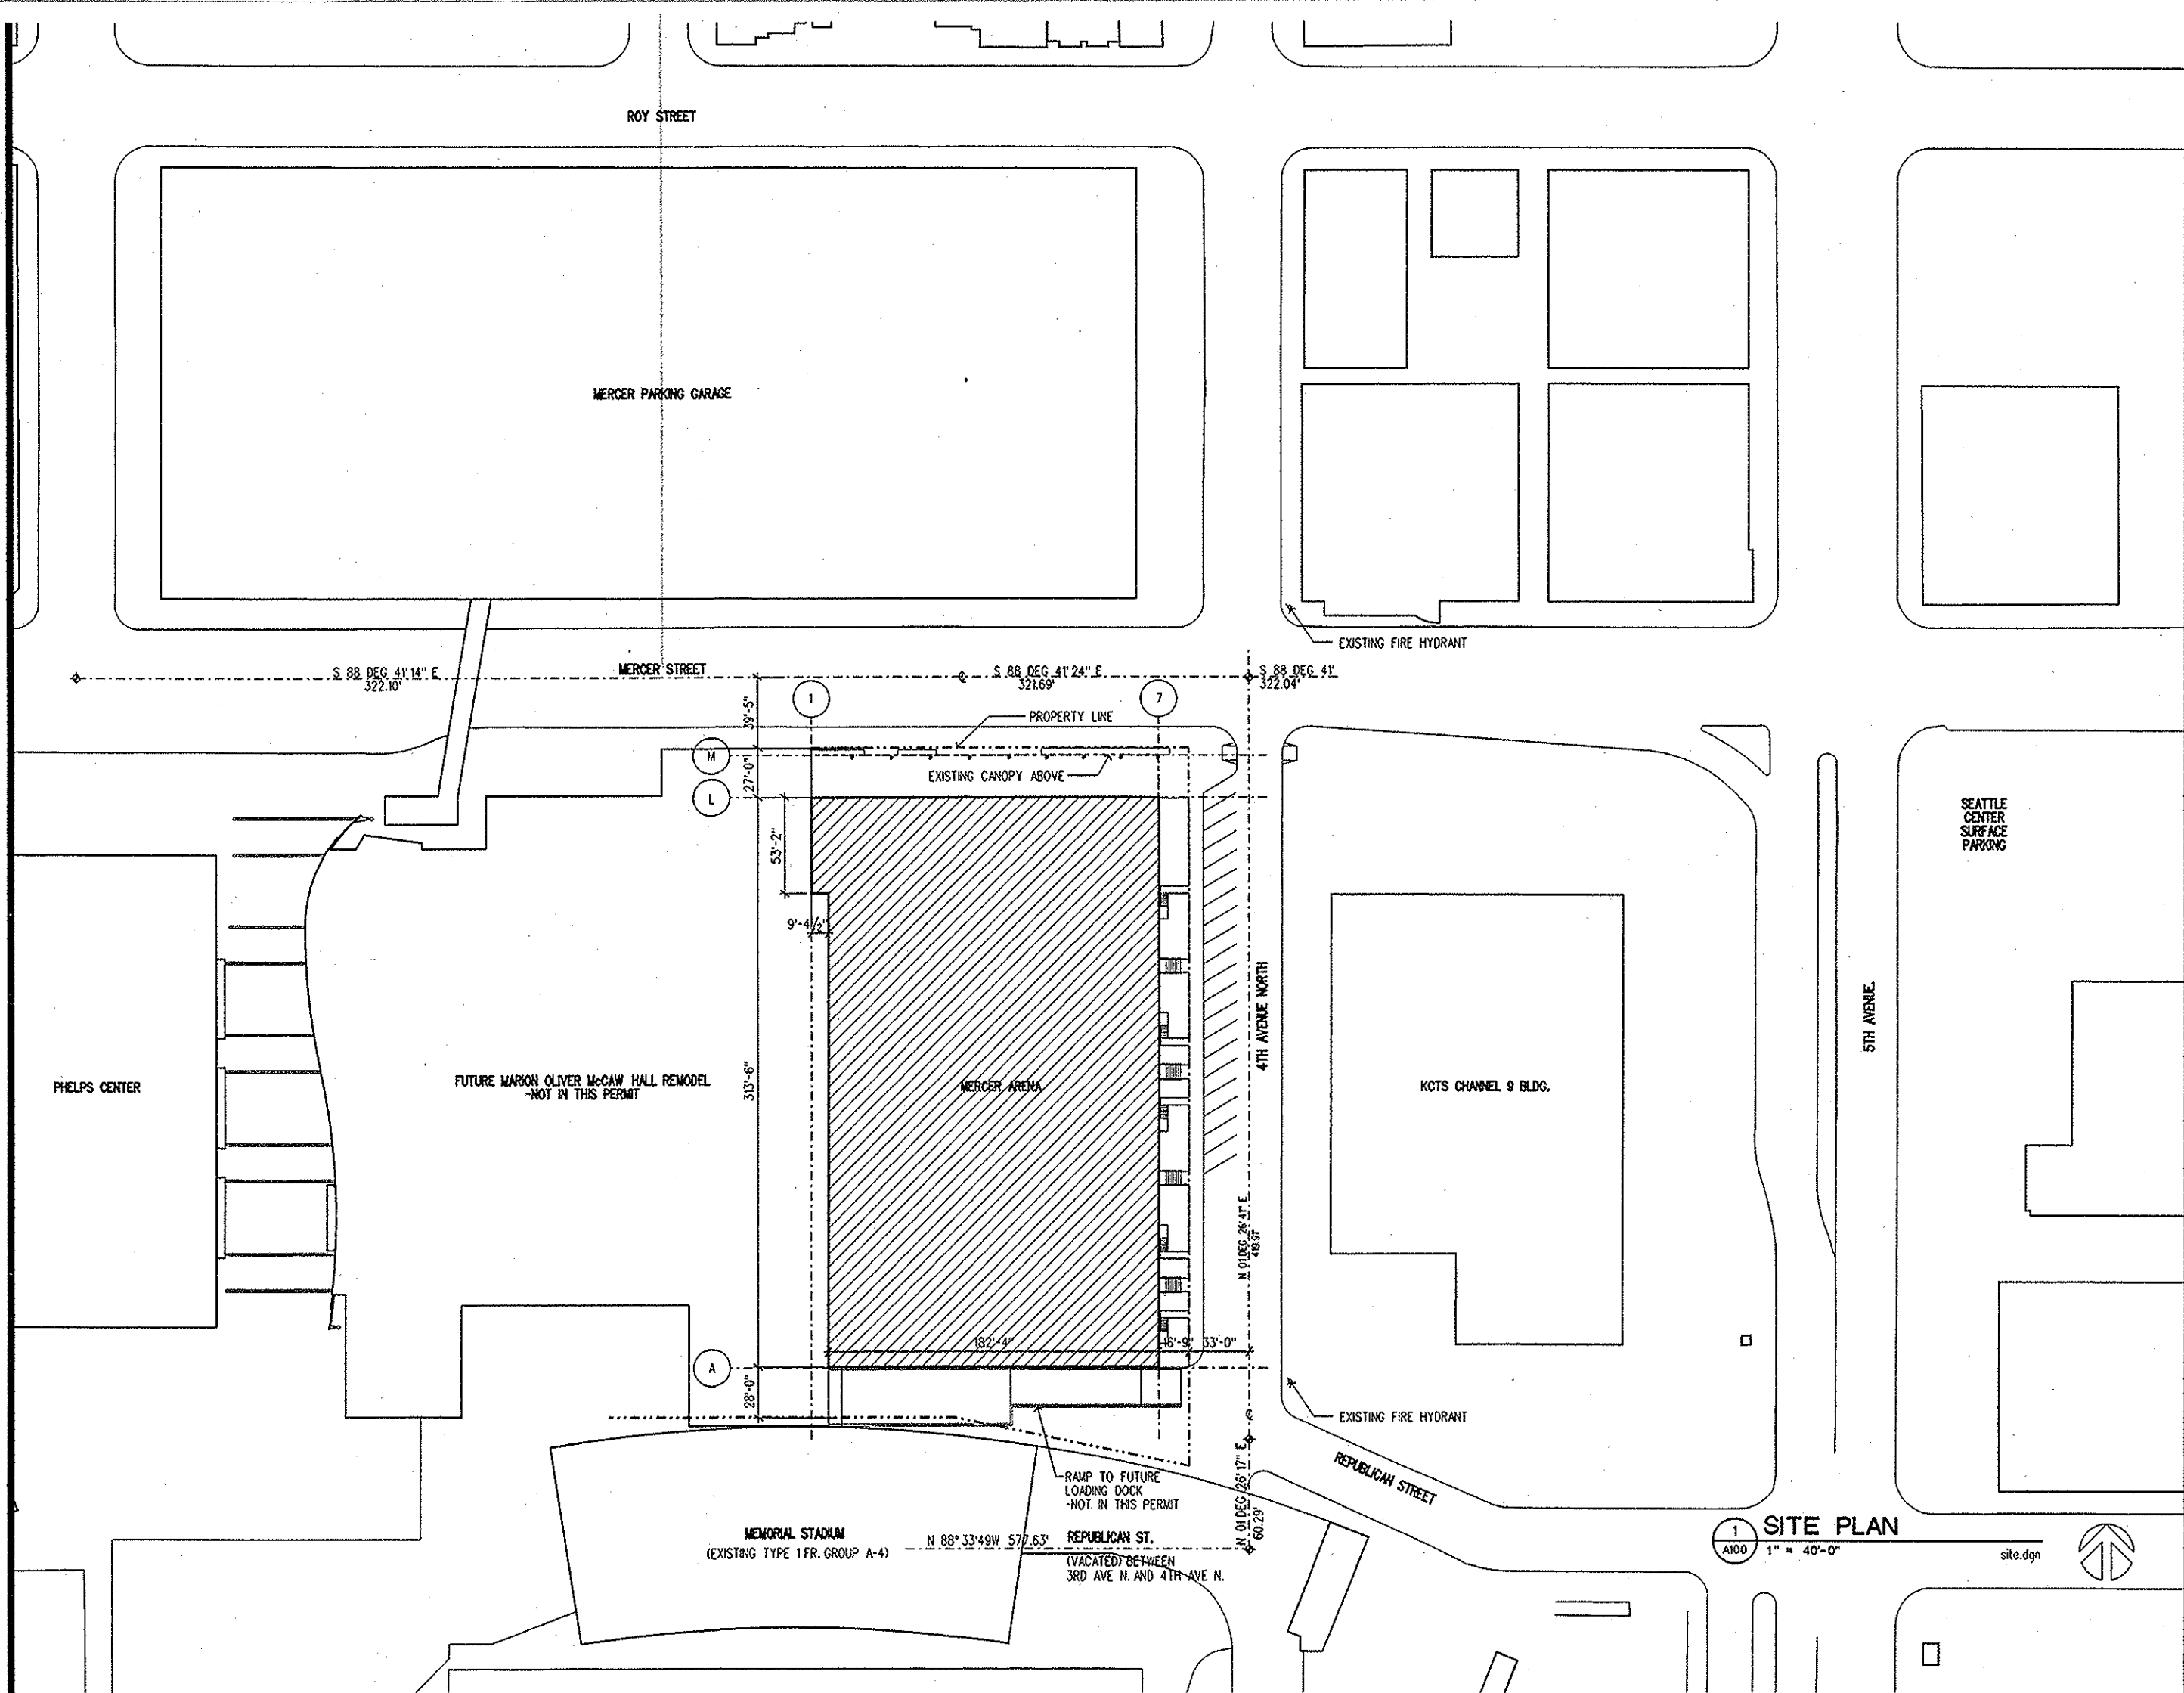 ROY STREET
MERCER PARKING GARAGE
EXISTING FIRE HYDRANT
S 88 DEG 41' 14" E
322.10'
MERCER STREET
S 88 DEG 41' 24" E
321.69'
S 88 DEG 41'
322.04'
1
7
39'-5"
PROPERTY LINE
M
27'-0"
EXISTING CANOPY ABOVE
L
53'-2"
9'-4 1/2"
SEATTLE
CENTER
SURFACE
PARKING
4TH AVENUE NORTH
5TH AVENUE.
PHELPS CENTER
FUTURE MARION OLIVER McCAW HALL REMODEL
-NOT IN THIS PERMIT
313'-6"
MERCER ARENA
KCTS CHANNEL 9 BLDG.
N 01 DEG 26' 41" E
419.91'
182'-4"
16'-9"
33'-0"
A
28'-0"
EXISTING FIRE HYDRANT
RAMP TO FUTURE
LOADING DOCK
-NOT IN THIS PERMIT
N 01 DEG 26' 17" E
60.29'
REPUBLICAN STREET
MEMORIAL STADIUM
(EXISTING TYPE 1 FR. GROUP A-4)
N 88° 33'49W 577.63'
REPUBLICAN ST.
(VACATED) BETWEEN
3RD AVE N. AND 4TH AVE N.
1
A100
SITE PLAN
1" = 40'-0"
site.dgn